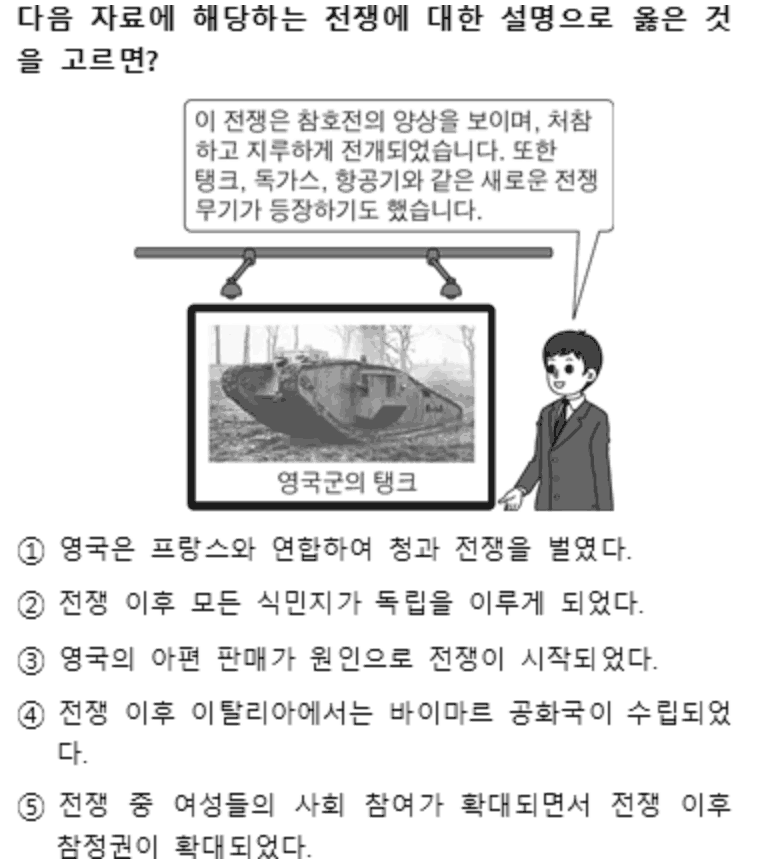 다음 자료에 해당하는 전쟁에 대한 설명으로 옳은 것
을 고르면?
이 전쟁은 참호전의 양상을 보이며, 처참
하고 지루하게 전개되었습니다. 또한
탱크, 독가스, 항공기와 같은 새로운 전쟁
무기가 등장하기도 했습니다.
영국군의 탱크
① 영국은 프랑스와 연합하여 청과 전쟁을 벌였다.
② 전쟁 이후 모든 식민지가 독립을 이루게 되었다.
③ 영국의 아편 판매가 원인으로 전쟁이 시작되었다.
④ 전쟁 이후 이탈리아에서는 바이마르 공화국이 수립되었
다.
⑤ 전쟁 중 여성들의 사회 참여가 확대되면서 전쟁 이후
참정권이 확대되었다.